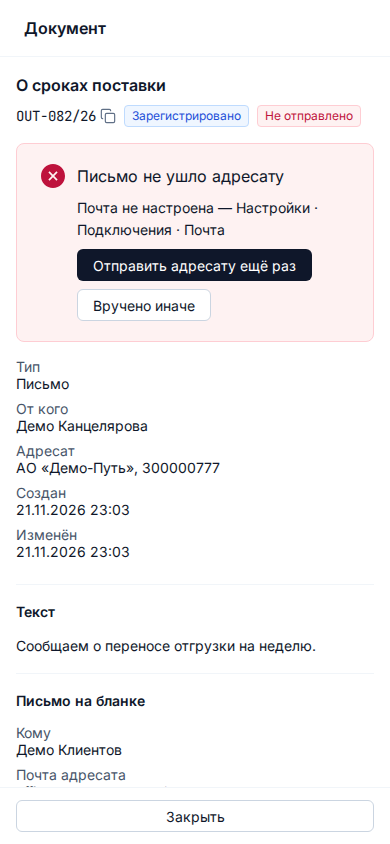 Документ
О сроках поставки
OUT-082/26 Зарегистрировано Не отправлено
Письмо не ушло адресату
Почта не настроена — Настройки ·
Подключения · Почта
Отправить адресату ещё раз
Вручено иначе
Тип
Письмо
От кого
Демо Канцелярова
Адресат
АО «Демо-Путь», 300000777
Создан
21.11.2026 23:03
Изменён
21.11.2026 23:03
Текст
Сообщаем о переносе отгрузки на неделю.
Письмо на бланке
Кому
Демо Клиентов
Почта адресата
Закрыть